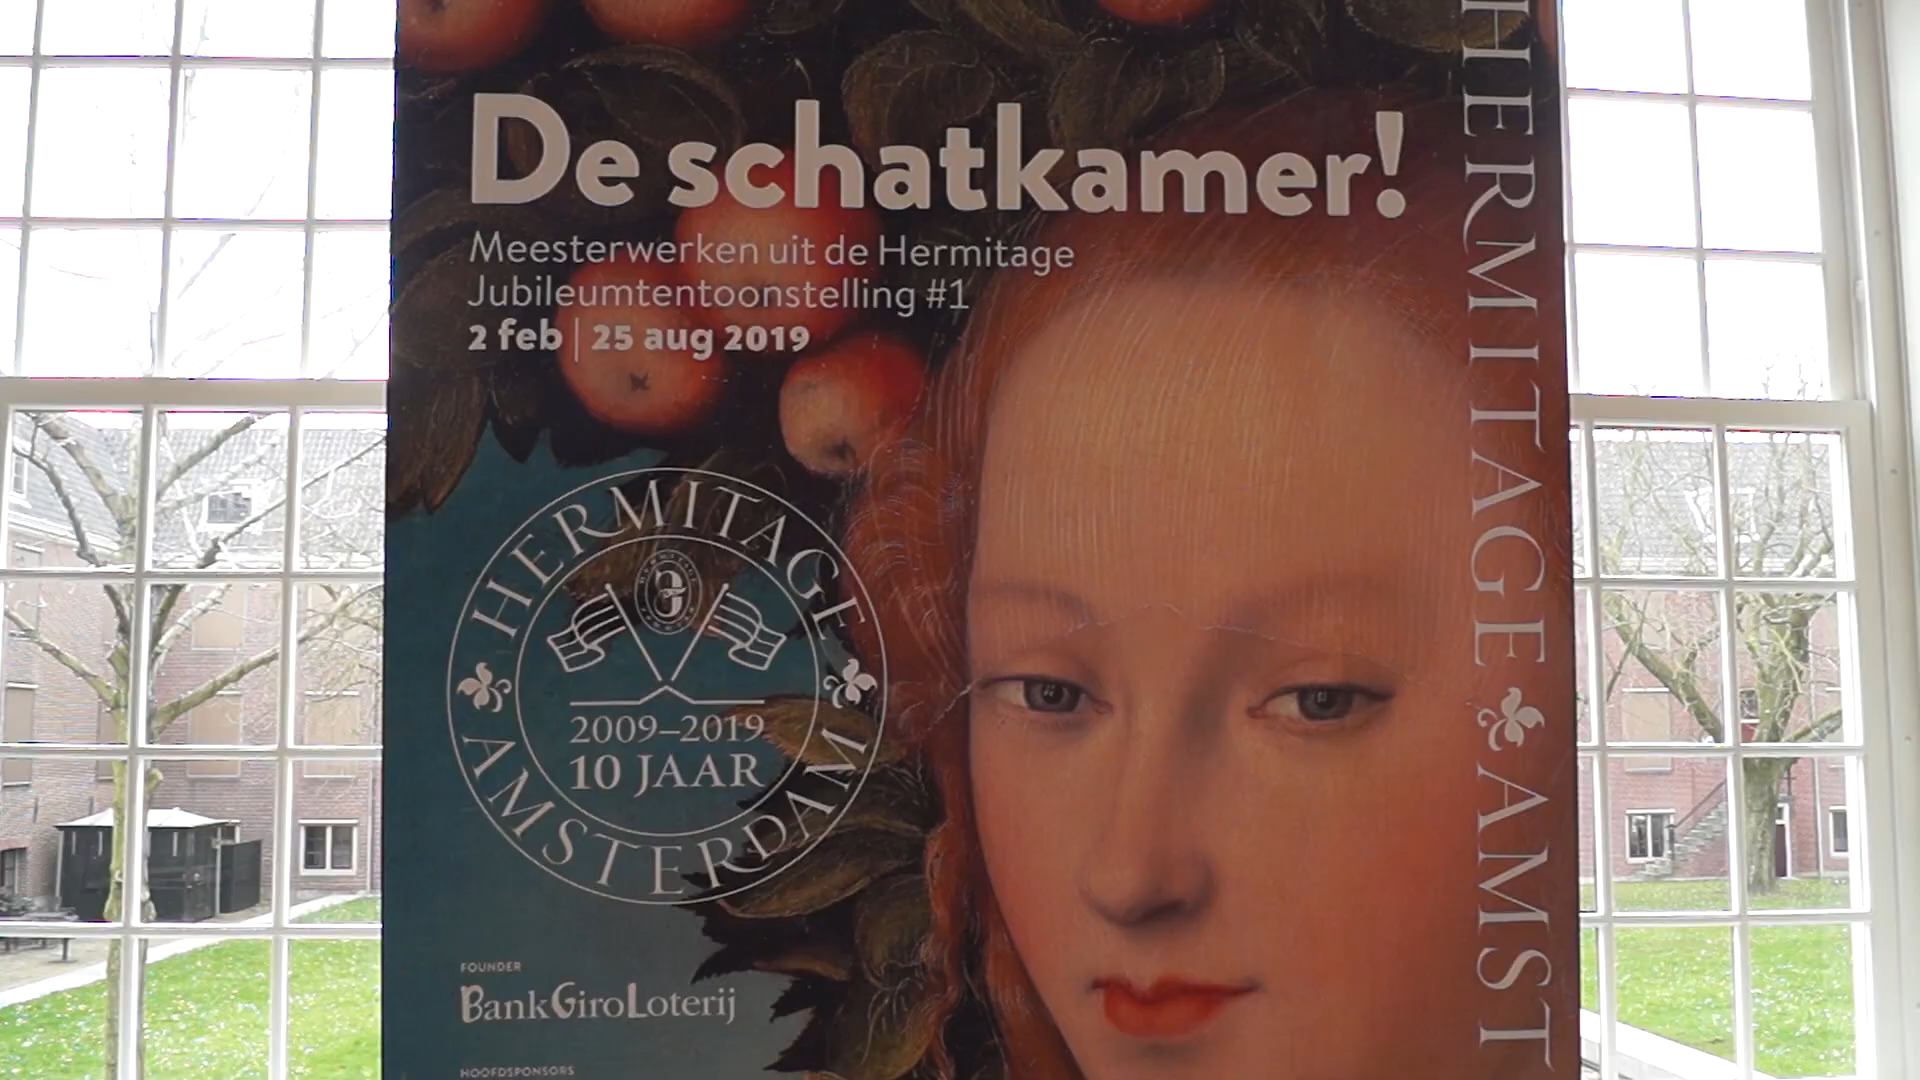 De schatkamer!
Meesterwerken uit de Hermitage
Jubileumtentoonstelling #1
2 feb | 25 aug 2019
HERMITAGE
2009–2019
10 JAAR
AMSTERDAM
FOUNDER
BankGiroLoterij
HOOFDSPONSORS
HERMITAGE AMST